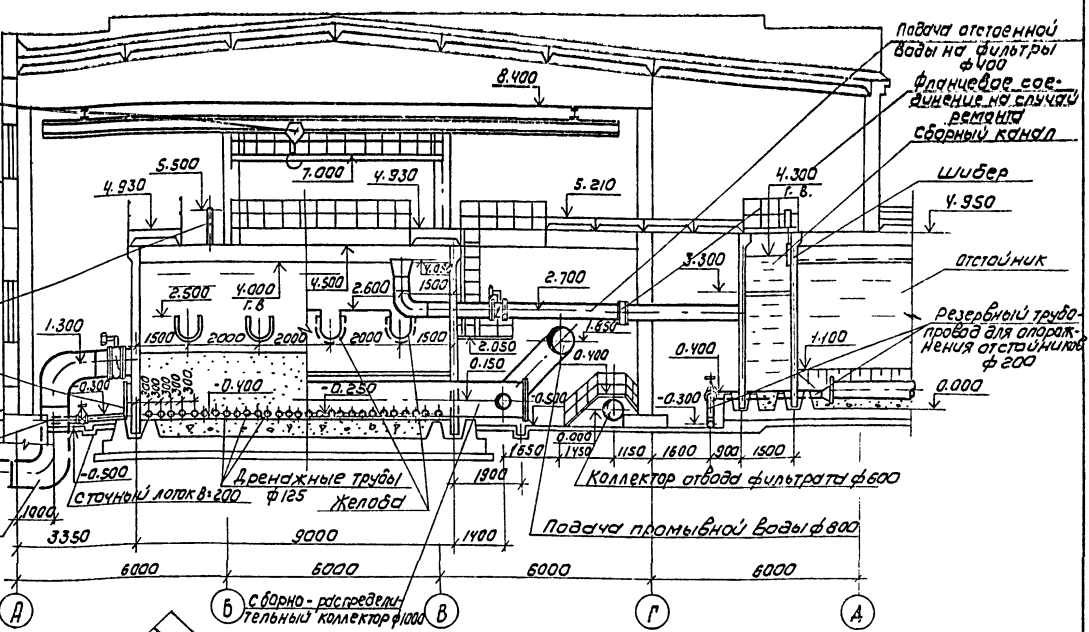 Подача отстоенной
воды на фильтры
ф400
Фланцевое сое-
динение на случай
ремонта
Сборный канал
шибер
4.950
отстойник
Резервный трубо-
провод для опорож-
нения отстойников
ф200
8.400
7.000
5.500
4.930
4.930
5.210
4.300
г.в.
3.300
2.700
2.500
4.000
г.в
4.500
2.600
1500
1.850
1.300
1500
2000
2000
2000
1500
2.050
0.150
0.400
0.400
1.100
0.000
-0.300
300
300
-0.400
-0.250
-0.500
-0.300
0.000
1650
1450
1150
1600
900
1500
-0.500
сточный лоток в=200
Дренажные трубы
ф125
Желоба
1900
Коллектор отвода фильтрата ф600
Подача промывной воды ф800
1000
3350
9000
1400
6000
6000
6000
6000
А
Б
сборно-распредели-
тельный коллектор ф1000
В
Г
Д